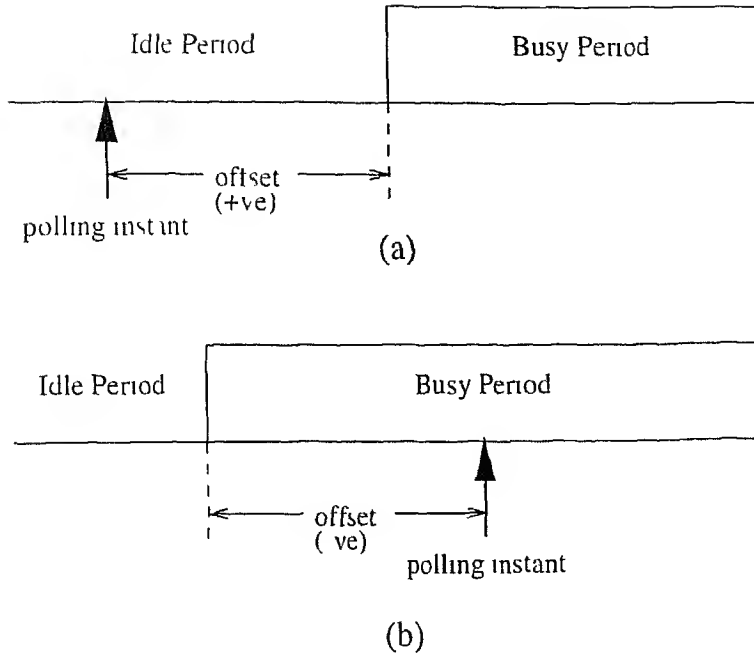 Idle Period
Busy Period
offset
(+ve)
polling instant
(a)
Idle Period
Busy Period
offset
( ve)
polling instant
(b)